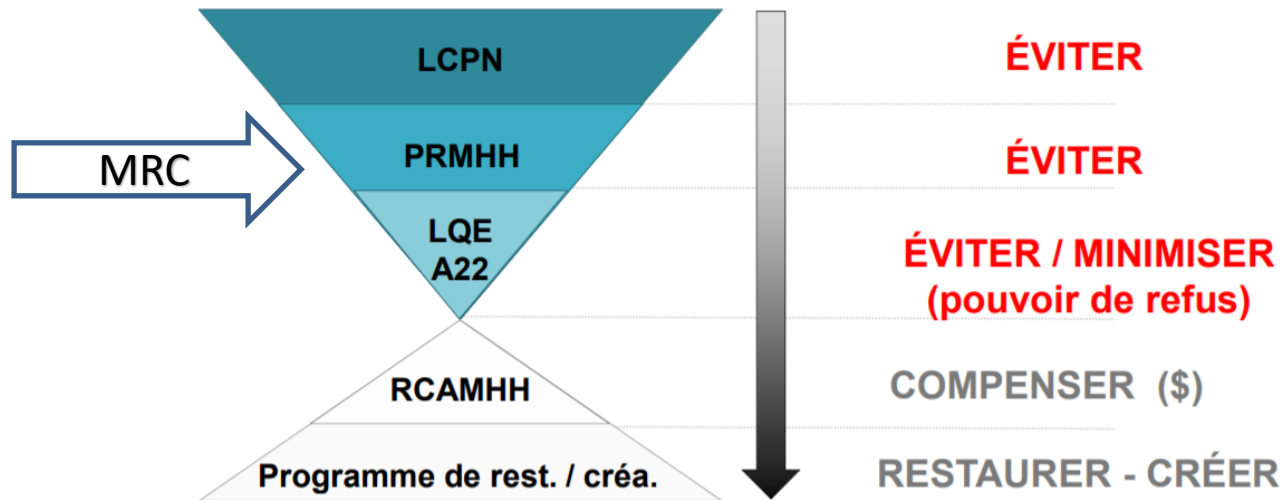 LCPN
ÉVITER
MRC
PRMHH
ÉVITER
LQE
A22
ÉVITER / MINIMISER
(pouvoir de refus)
RCAMHH
COMPENSER ($)
Programme de rest. / créa.
RESTAURER - CRÉER